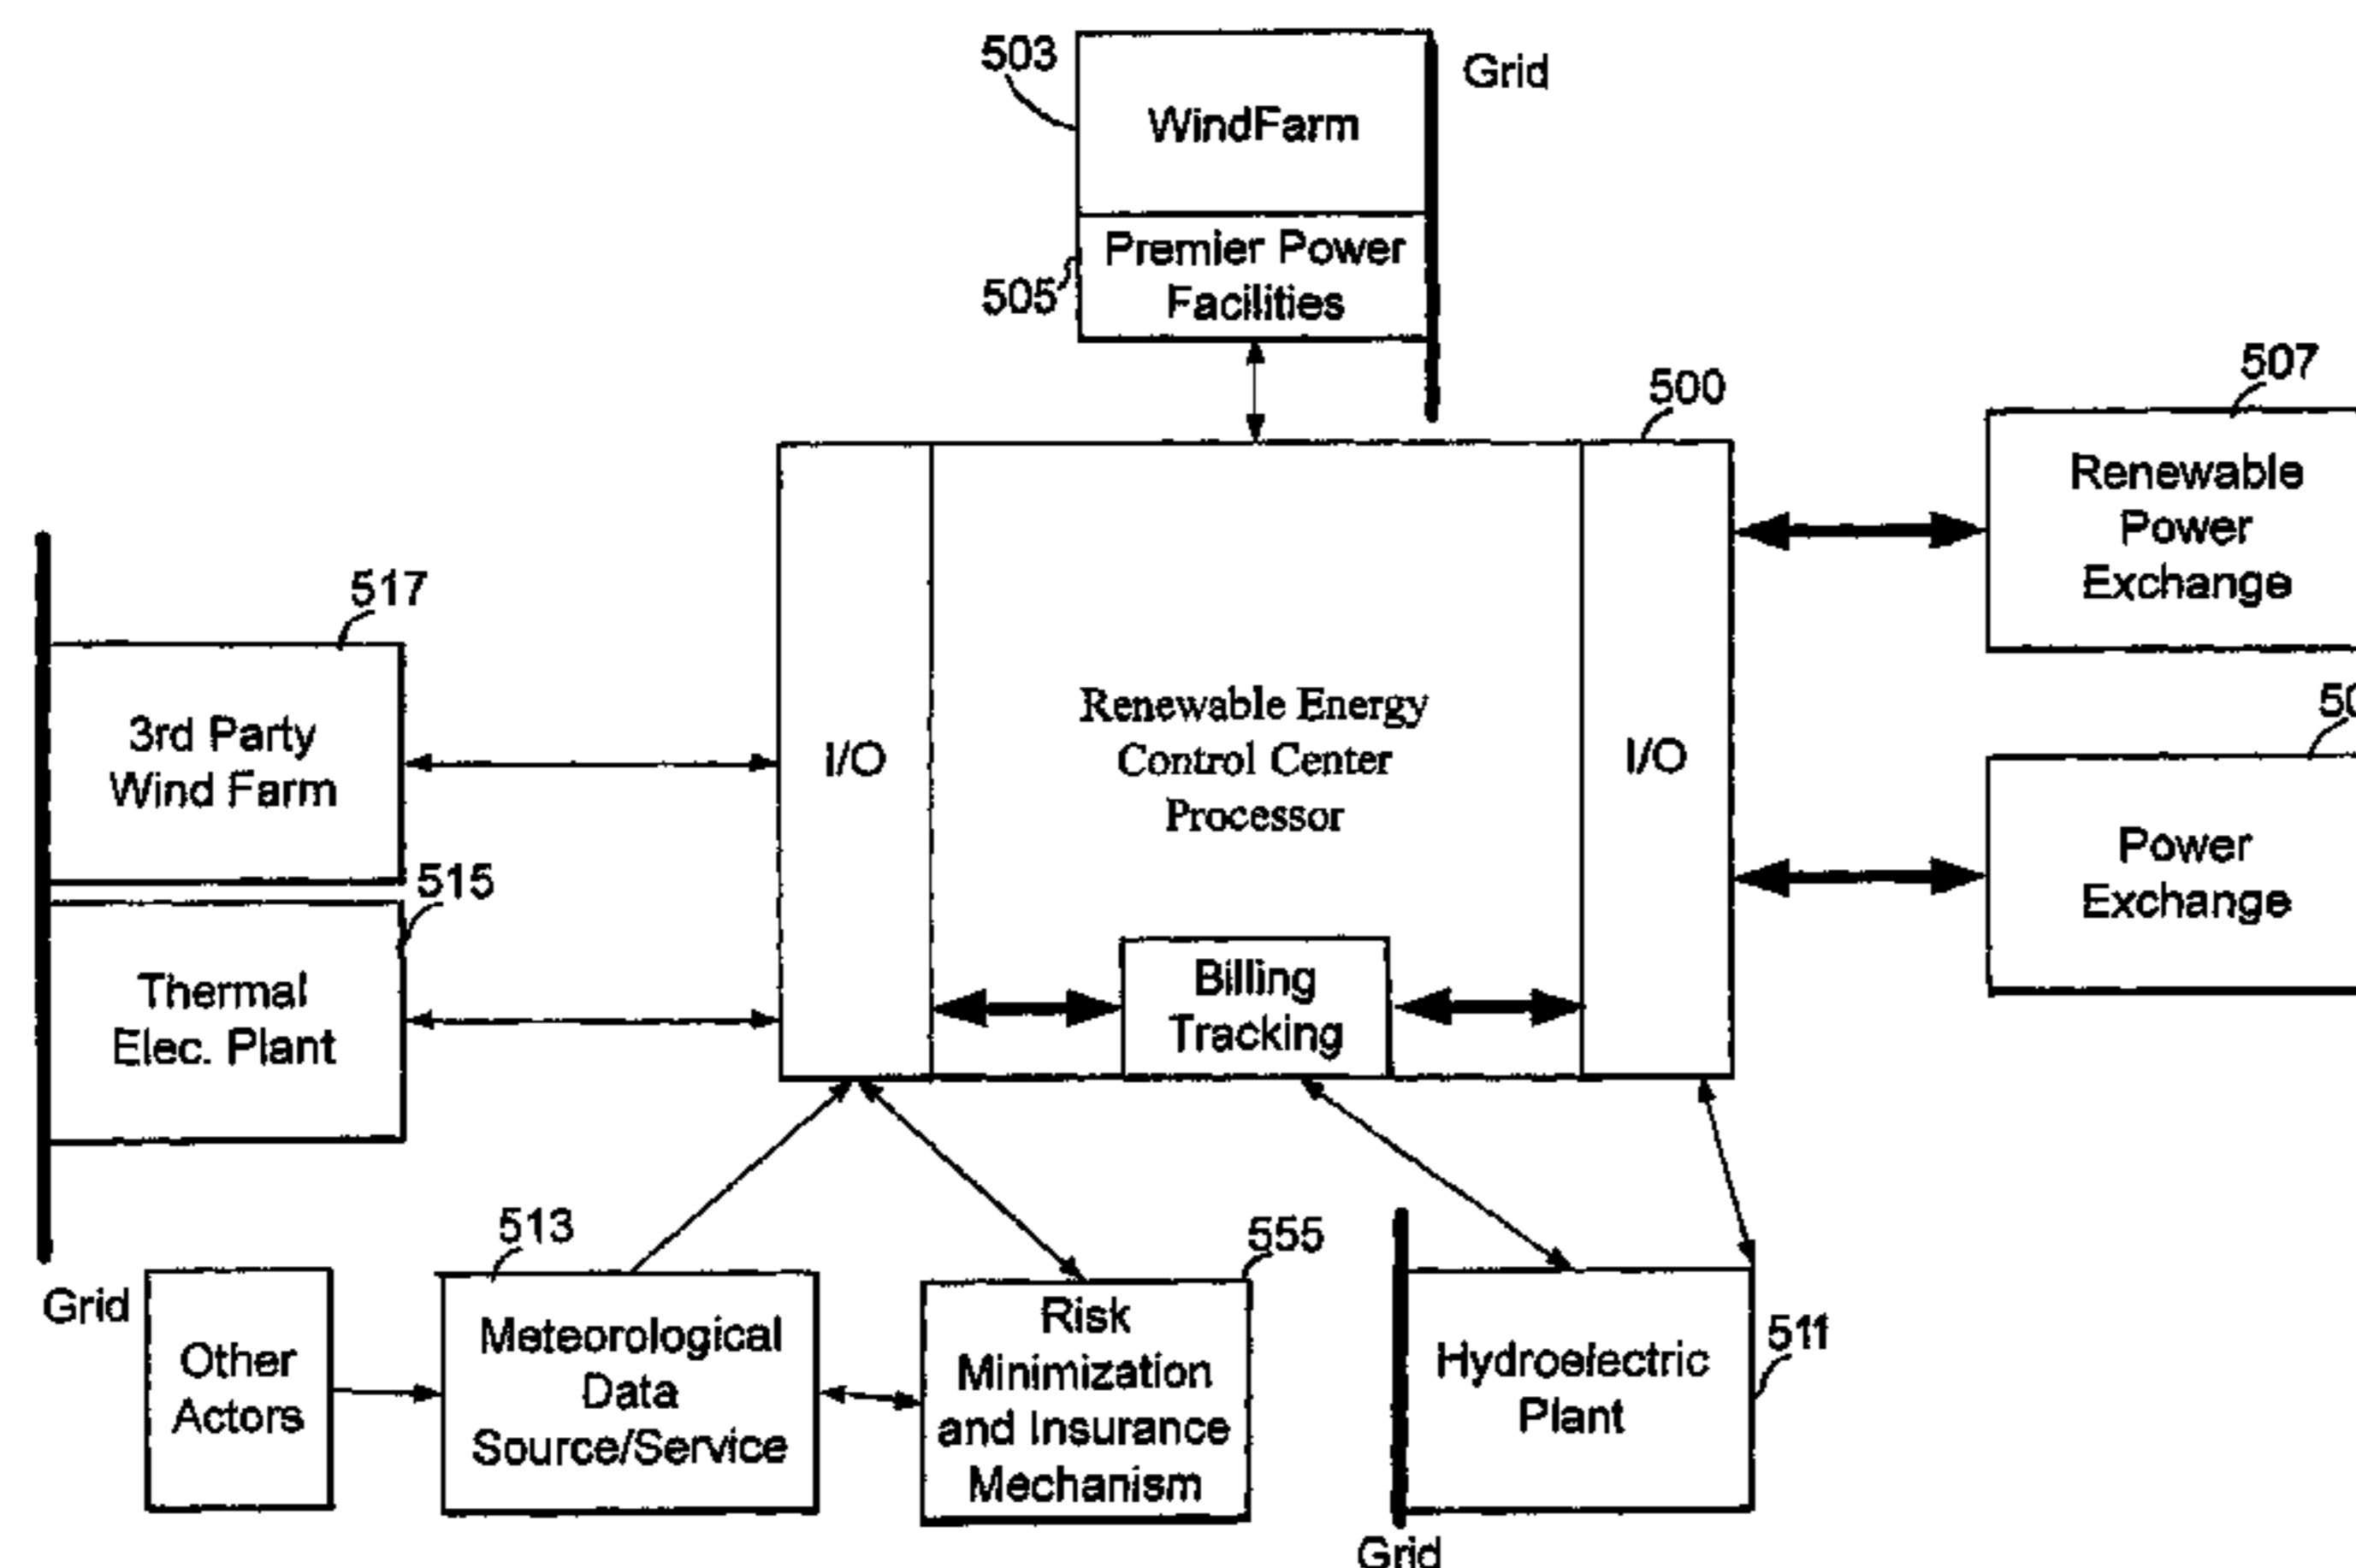 503
Grid
WindFarm
Premier Power
Facilities
505
500
507
Renewable
Power
Exchange
517
3rd Party
Wind Farm
I/O
Renewable Energy
Control Center
Processor
I/O
Power
Exchange
515
Thermal
Elec. Plant
Billing
Tracking
513
555
Grid
Other
Actors
Meteorological
Data
Source/Service
Risk
Minimization
and Insurance
Mechanism
Hydroelectric
Plant
511
Grid